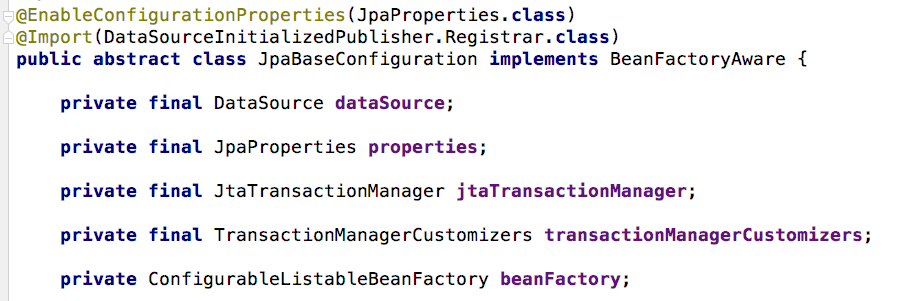 @EnableConfigurationProperties(JpaProperties.class)
@Import(DataSourceInitializedPublisher.Registrar.class)
public abstract class JpaBaseConfiguration implements BeanFactoryAware {
private final DataSource dataSource;
private final JpaProperties properties;
private final JtaTransactionManager jtaTransactionManager;
private final TransactionManagerCustomizers transactionManagerCustomizers;
private ConfigurableListableBeanFactory beanFactory;